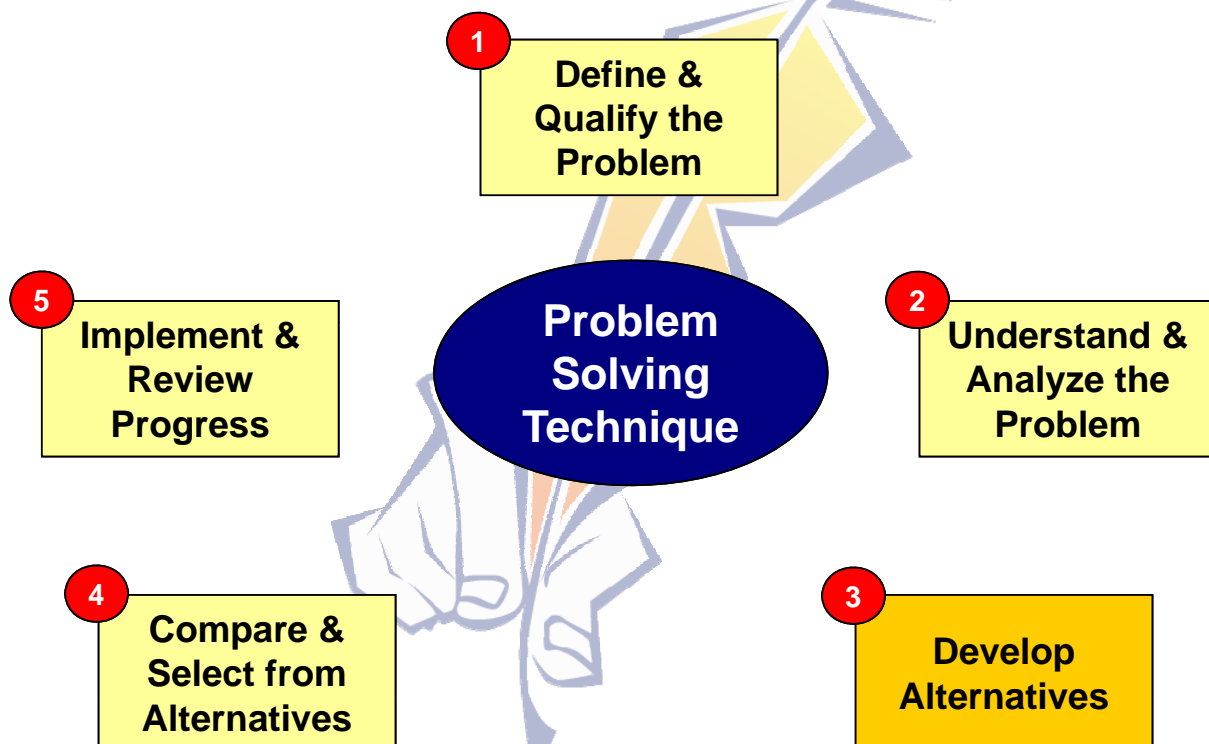 1
Define &
Qualify the
Problem
5
Implement &
Review
Progress
Problem
Solving
Technique
2
Understand &
Analyze the
Problem
4
Compare &
Select from
Alternatives
3
Develop
Alternatives